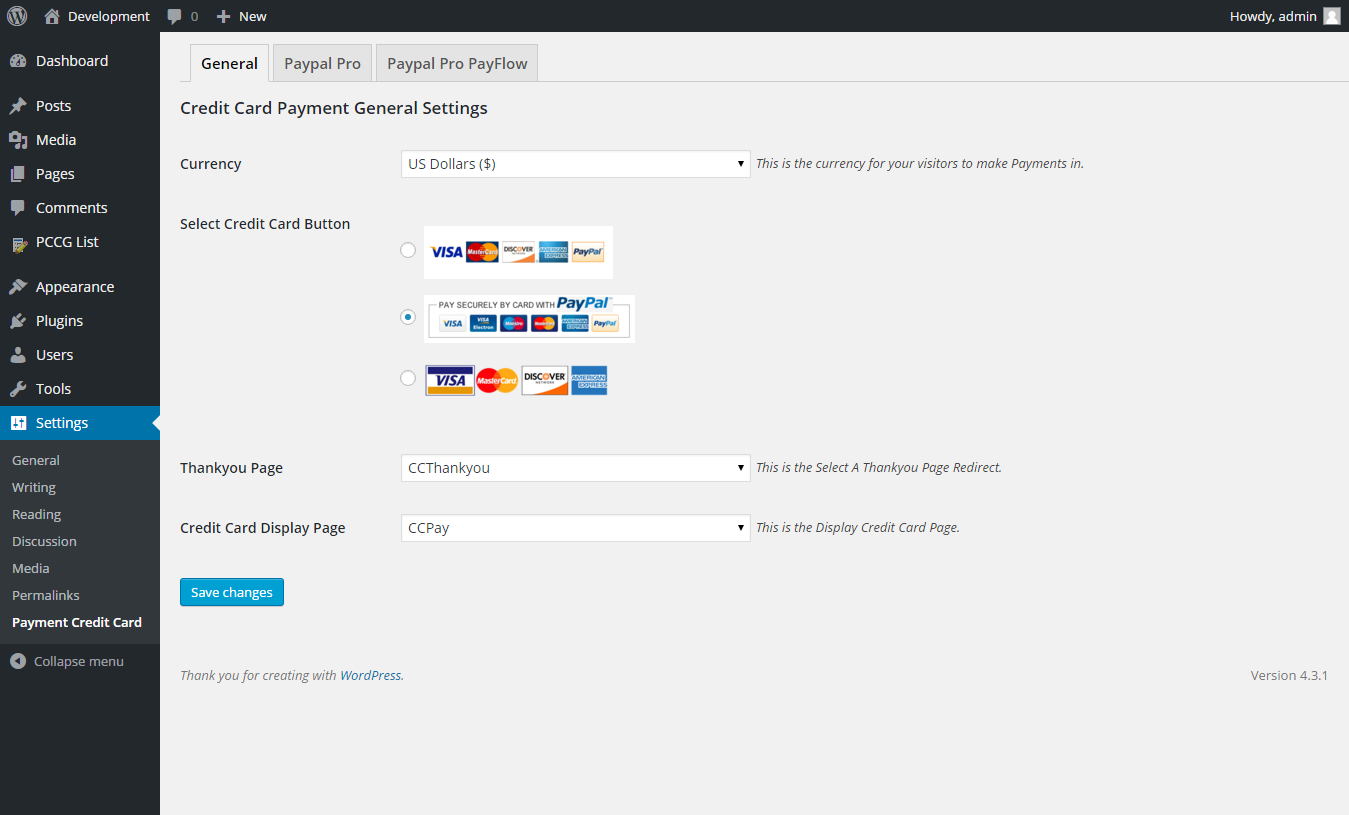 Development 0 New Howdy, admin
Dashboard
Posts
Media
Pages
Comments
PCCG List
Appearance
Plugins
Users
Tools
Settings
General
Writing
Reading
Discussion
Media
Permalinks
Payment Credit Card
Collapse menu
General Paypal Pro Paypal Pro PayFlow
Credit Card Payment General Settings
Currency US Dollars ($) This is the currency for your visitors to make Payments in.
Select Credit Card Button
VISA MasterCard DISCOVER AMERICAN EXPRESS PayPal
PAY SECURELY BY CARD WITH PayPal
VISA VISA Electron Maestro MasterCard AMERICAN EXPRESS PayPal
VISA MasterCard DISCOVER NETWORK AMERICAN EXPRESS
Thankyou Page CCThankyou This is the Select A Thankyou Page Redirect.
Credit Card Display Page CCPay This is the Display Credit Card Page.
Save changes
Thank you for creating with WordPress. Version 4.3.1